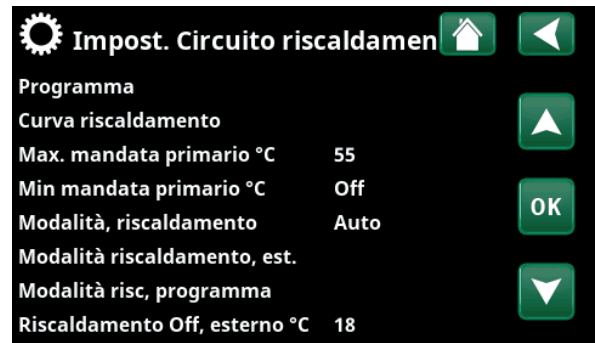 Impost. Circuito riscaldamen
Programma
Curva riscaldamento
Max. mandata primario °C 55
Min mandata primario °C Off
Modalità, riscaldamento Auto
OK
Modalità riscaldamento, est.
Modalità risc, programma
Riscaldamento Off, esterno °C 18